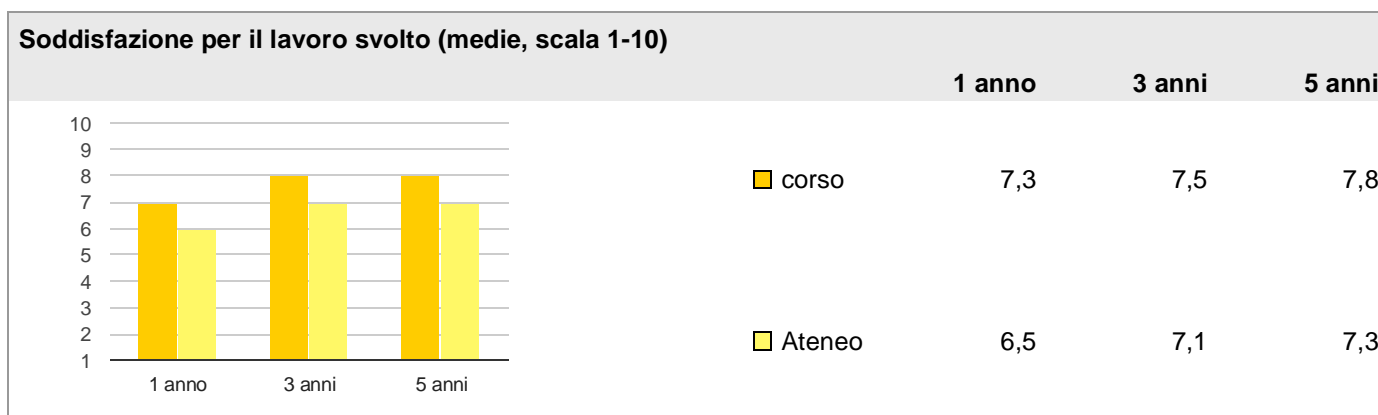 Soddisfazione per il lavoro svolto (medie, scala 1-10)
1 anno 3 anni 5 anni
10
9
8
7
6
5
4
3
2
1
1 anno 3 anni 5 anni
corso 7,3 7,5 7,8
Ateneo 6,5 7,1 7,3